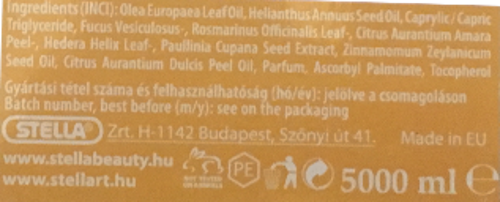 Ingredients (INCI): Olea Europaea Leaf Oil, Helianthus Annuus Seed Oil, Caprylic / Capric
Triglyceride, Fucus Vesiculosus-, Rosmarinus Officinalis Leaf-, Citrus Aurantium Amara
Peel-, Hedera Helix Leaf-, Paullinia Cupana Seed Extract, Zinnamomum Zeylanicum
Seed Oil, Citrus Aurantium Dulcis Peel Oil, Parfum, Ascorbyl Palmitate, Tocopherol
Gyártási tétel száma és felhasználhatóság (hó/év): jelölve a csomagoláson
Batch number, best before (m/y): see on the packaging
STELLA® Zrt. H-1142 Budapest, Szőnyi út 41. Made in EU
www.stellabeauty.hu
www.stellart.hu
NOT TESTED ON ANIMALS
PE
5000 ml ℮